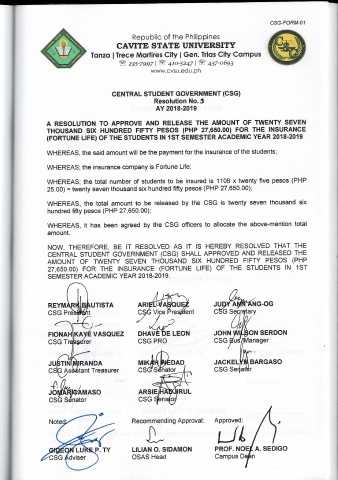 CSG-FORM-01
Republic of the Philippines
CAVITE STATE UNIVERSITY
Tanza | Trece Martires City | Gen. Trias City Campus
☏ 235-7997 | ☏ 410-5247 | ☏ 437-0693
www.cvsu.edu.ph
CENTRAL STUDENT GOVERNMENT (CSG)
Resolution No. 5
AY 2018-2019
A RESOLUTION TO APPROVE AND RELEASE THE AMOUNT OF TWENTY SEVEN
THOUSAND SIX HUNDRED FIFTY PESOS (PHP 27,650.00) FOR THE INSURANCE
(FORTUNE LIFE) OF THE STUDENTS IN 1ST SEMESTER ACADEMIC YEAR 2018-2019
WHEREAS, the said amount will be the payment for the insurance of the students;
WHEREAS; the insurance company is Fortune Life;
WHEREAS; the total number of students to be insured is 1106 x twenty five pesos (PHP
25.00) = twenty seven thousand six hundred fifty pesos (PHP 27,650.00);
WHEREAS, the total amount to be released by the CSG is twenty seven thousand six
hundred fifty pesos (PHP 27,650.00);
WHEREAS, it has been agreed by the CSG officers to allocate the above-mention total
amount.
NOW, THEREFORE, BE IT RESOLVED AS IT IS HEREBY RESOLVED THAT THE
CENTRAL STUDENT GOVERNMENT (CSG) SHALL APPROVED AND RELEASED THE
AMOUNT OF TWENTY SEVEN THOUSAND SIX HUNDRED FIFTY PESOS (PHP
27,650.00) FOR THE INSURANCE (FORTUNE LIFE) OF THE STUDENTS IN 1ST
SEMESTER ACADEMIC YEAR 2018-2019.
REYMARK BAUTISTA ARIEL VASQUEZ JUDY ANN ANG-OG
CSG President CSG Vice President CSG Secretary
FIONAH KAYE VASQUEZ DHAVE DE LEON JOHN WILSON SERDON
CSG Treasurer CSG PRO CSG Bus. Manager
JUSTIN MIRANDA MIKAH PIEDAD JACKELYN BARGASO
CSG Assistant Treasurer CSG Senator CSG Senator
JOMARI GAMASO ARSIE HADJIRUL
CSG Senator CSG Senator
Noted: Recommending Approval: Approved:
GIDEON LUKE P. TY LILIAN O. SIDAMON PROF. NOEL A. SEDIGO
CSG Adviser OSAS Head Campus Dean